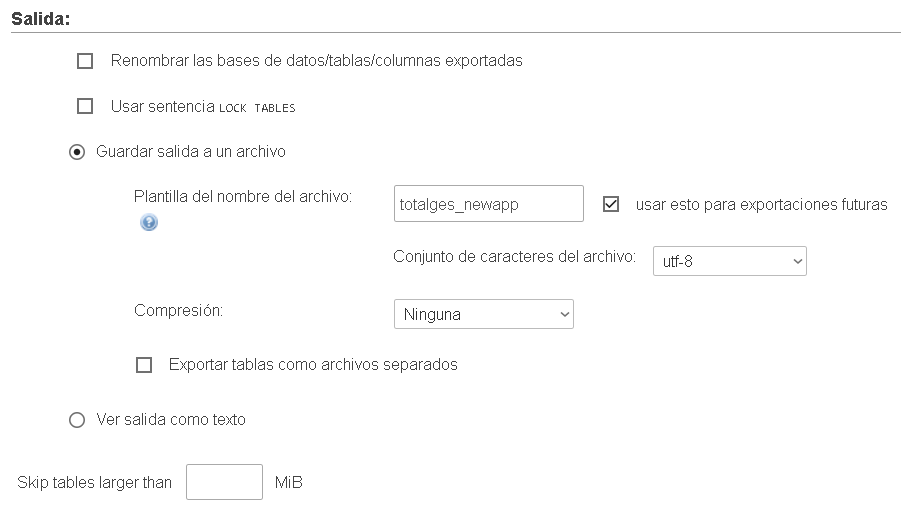 Salida:
Renombrar las bases de datos/tablas/columnas exportadas
Usar sentencia LOCK TABLES
Guardar salida a un archivo
Plantilla del nombre del archivo:
totalges_newapp
usar esto para exportaciones futuras
?
Conjunto de caracteres del archivo:
utf-8
Compresión:
Ninguna
Exportar tablas como archivos separados
Ver salida como texto
Skip tables larger than
MiB